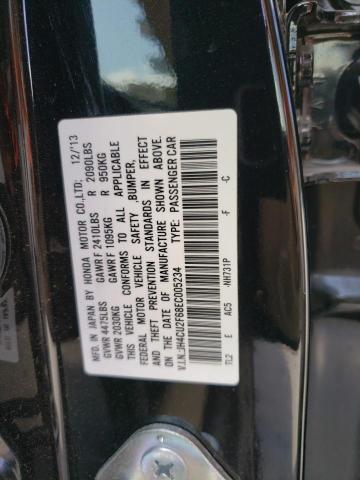 MFD. IN JAPAN BY HONDA MOTOR CO.,LTD. 12/'13
GVWR 4475LBS GAWR F 2410LBS R 2090LBS
GVWR 2030KG GAWR F 1095KG R 950KG
THIS VEHICLE CONFORMS TO ALL APPLICABLE
FEDERAL MOTOR VEHICLE SAFETY ,BUMPER,
AND THEFT PREVENTION STANDARDS IN EFFECT
ON THE DATE OF MANUFACTURE SHOWN ABOVE.
V.I.N.:JH4CU2F68EC005234 TYPE: PASSENGER CAR
TL2 E AC5 -NH731P -F -C